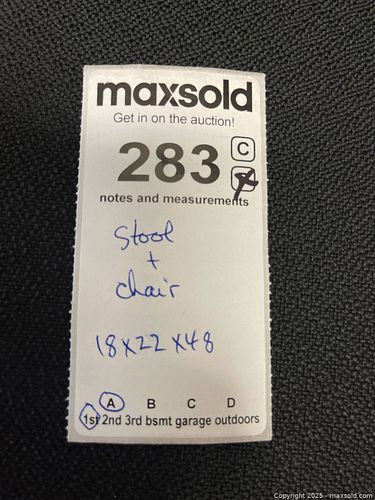 maxsold
Get in on the auction!
283 C
notes and measurements
Stool
+
chair
18x22x48
A B C D
1st 2nd 3rd bsmt garage outdoors
Copyright © 2025 - maxsold.com